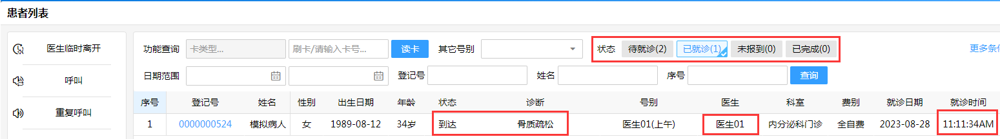 患者列表
医生临时离开
呼叫
重复呼叫
功能查询 卡类型... 刷卡/请输入卡号... 读卡 其它号别 状态 待就诊(2) 已就诊(1) 未报到(0) 已完成(0)
日期范围 登记号 姓名 序号 查询
序号 登记号 姓名 性别 出生日期 年龄 状态 诊断 号别 医生 科室 费别 就诊日期 就诊时间
1 0000000524 模拟病人 女 1989-08-12 34岁 到达 骨质疏松 医生01(上午) 医生01 内分泌科门诊 全自费 2023-08-28 11:11:34AM